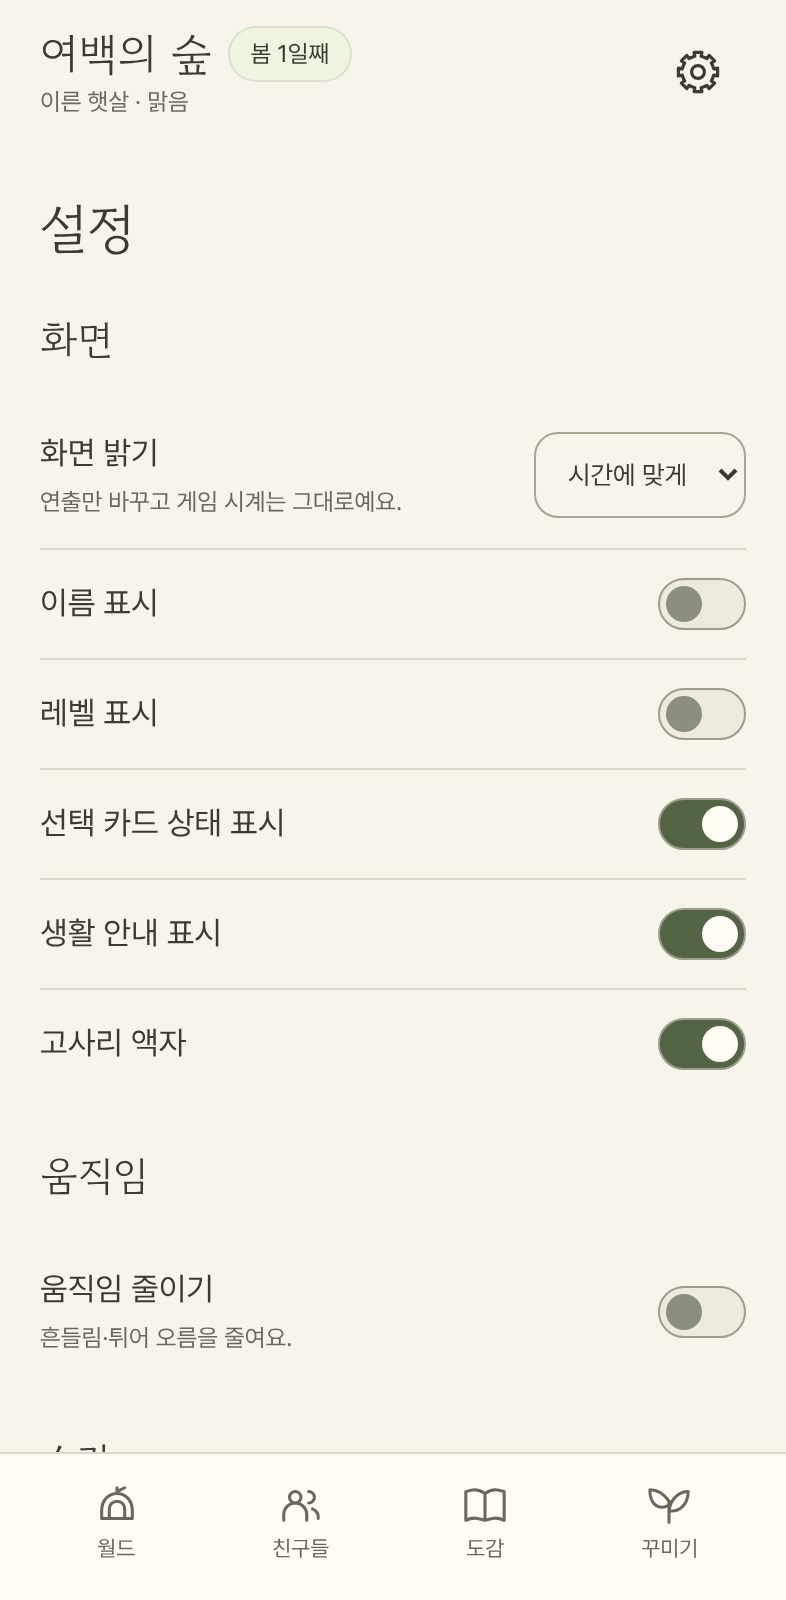 여백의 숲
봄 1일째
이른 햇살 · 맑음
설정
화면
화면 밝기
시간에 맞게
연출만 바꾸고 게임 시계는 그대로예요.
이름 표시
레벨 표시
선택 카드 상태 표시
생활 안내 표시
고사리 액자
움직임
움직임 줄이기
흔들림·튀어 오름을 줄여요.
월드
친구들
도감
꾸미기